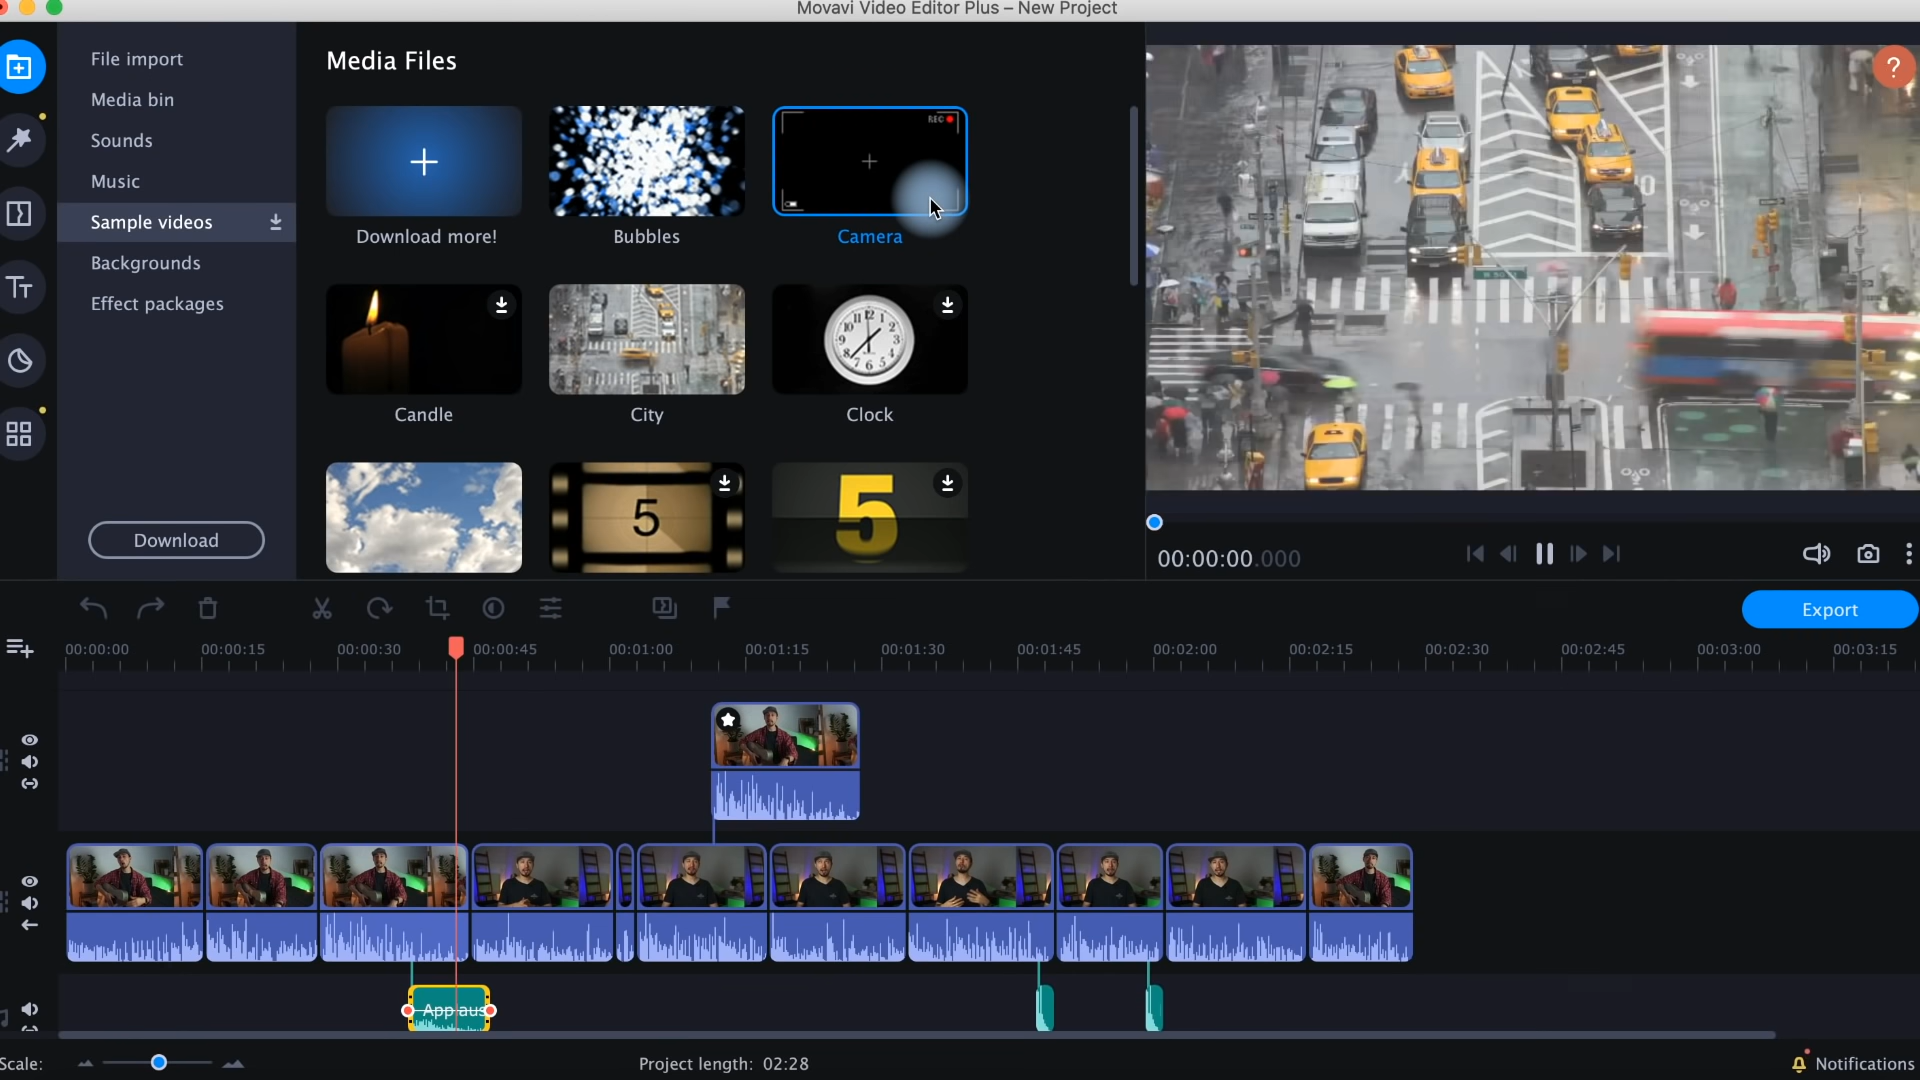 Movavi Video Editor Plus – New Project
File import
Media bin
Sounds
Music
Sample videos
Backgrounds
Effect packages
Download
Media Files
Download more!
Bubbles
REC
Camera
Candle
City
Clock
5
5
?
00:00:00.000
Export
00:00:00 00:00:15 00:00:30 00:00:45 00:01:00 00:01:15 00:01:30 00:01:45 00:02:00 00:02:15 00:02:30 00:02:45 00:03:00 00:03:15
Scale:
Project length: 02:28
Notifications